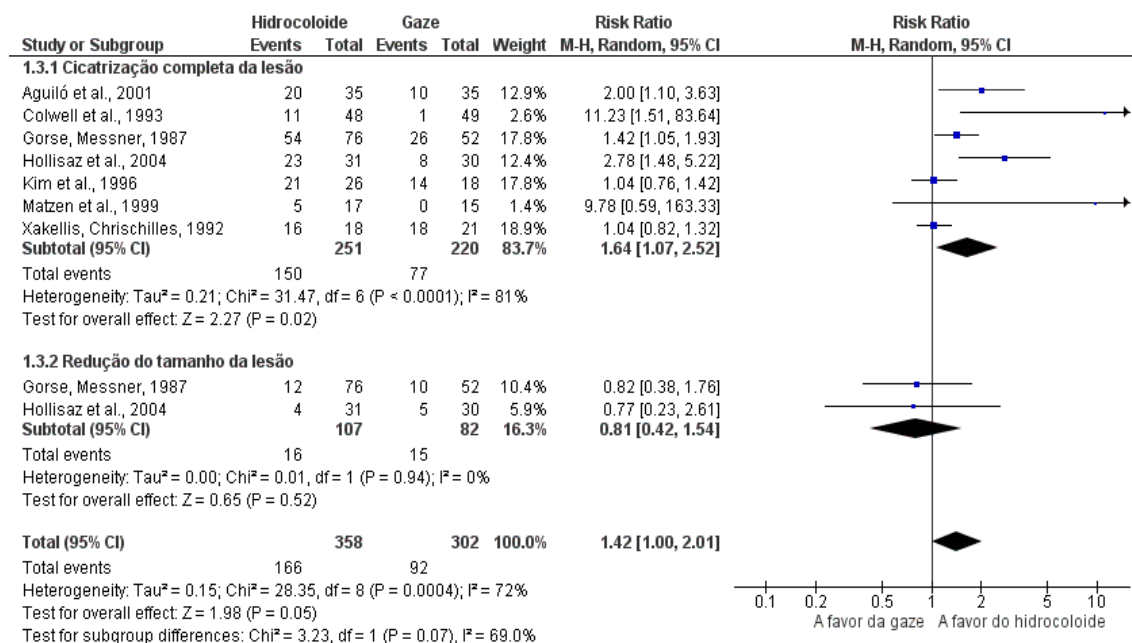 Hidrocoloide Gaze Risk Ratio Risk Ratio
Study or Subgroup Events Total Events Total Weight M-H, Random, 95% CI M-H, Random, 95% CI
1.3.1 Cicatrização completa da lesão
Aguiló et al., 2001 20 35 10 35 12.9% 2.00 [1.10, 3.63]
Colwell et al., 1993 11 48 1 49 2.6% 11.23 [1.51, 83.64]
Gorse, Messner, 1987 54 76 26 52 17.8% 1.42 [1.05, 1.93]
Hollisaz et al., 2004 23 31 8 30 12.4% 2.78 [1.48, 5.22]
Kim et al., 1996 21 26 14 18 17.8% 1.04 [0.76, 1.42]
Matzen et al., 1999 5 17 0 15 1.4% 9.78 [0.59, 163.33]
Xakellis, Chrischilles, 1992 16 18 18 21 18.9% 1.04 [0.82, 1.32]
Subtotal (95% CI) 251 220 83.7% 1.64 [1.07, 2.52]
Total events 150 77
Heterogeneity: Tau² = 0.21; Chi² = 31.47, df = 6 (P < 0.0001); I² = 81%
Test for overall effect: Z = 2.27 (P = 0.02)
1.3.2 Redução do tamanho da lesão
Gorse, Messner, 1987 12 76 10 52 10.4% 0.82 [0.38, 1.76]
Hollisaz et al., 2004 4 31 5 30 5.9% 0.77 [0.23, 2.61]
Subtotal (95% CI) 107 82 16.3% 0.81 [0.42, 1.54]
Total events 16 15
Heterogeneity: Tau² = 0.00; Chi² = 0.01, df = 1 (P = 0.94); I² = 0%
Test for overall effect: Z = 0.65 (P = 0.52)
Total (95% CI) 358 302 100.0% 1.42 [1.00, 2.01]
Total events 166 92
Heterogeneity: Tau² = 0.15; Chi² = 28.35, df = 8 (P = 0.0004); I² = 72%
Test for overall effect: Z = 1.98 (P = 0.05)
Test for subgroup differences: Chi² = 3.23, df = 1 (P = 0.07), I² = 69.0%
0.1 0.2 0.5 1 2 5 10
A favor da gaze A favor do hidrocoloide